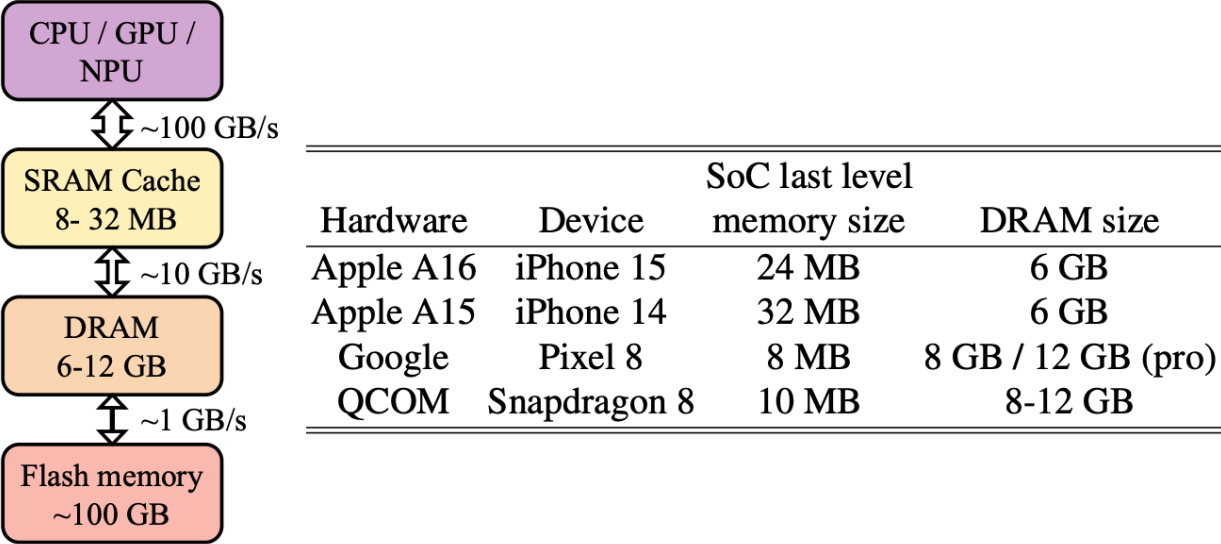 CPU / GPU /
NPU
~100 GB/s
SRAM Cache
8- 32 MB
~10 GB/s
DRAM
6-12 GB
~1 GB/s
Flash memory
~100 GB
SoC last level
Hardware Device memory size DRAM size
Apple A16 iPhone 15 24 MB 6 GB
Apple A15 iPhone 14 32 MB 6 GB
Google Pixel 8 8 MB 8 GB / 12 GB (pro)
QCOM Snapdragon 8 10 MB 8-12 GB